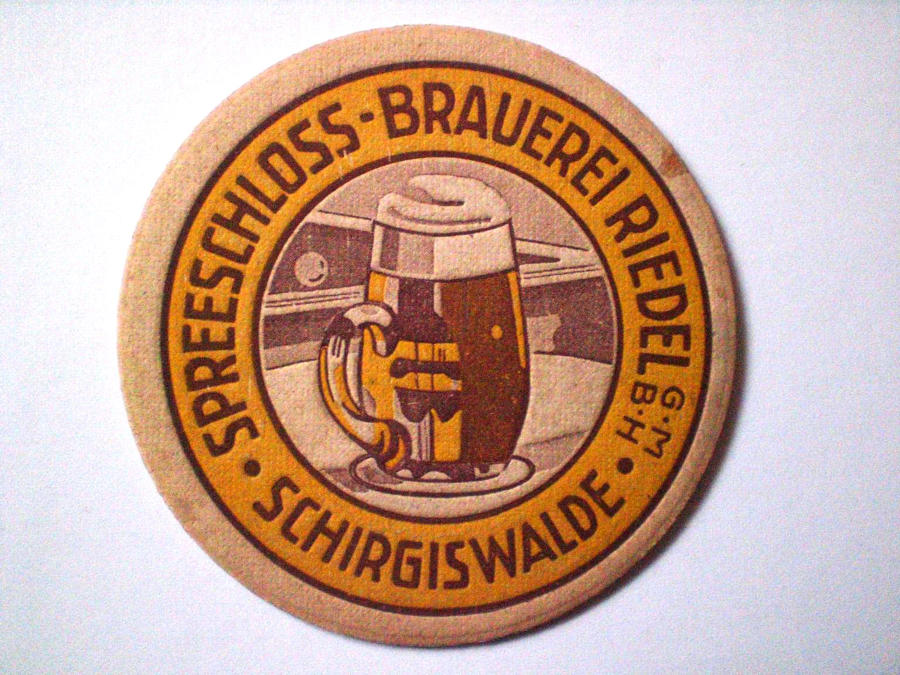 SPREESCHLOSS-BRAUEREI RIEDEL G·M
B·H
• SCHIRGISWALDE •